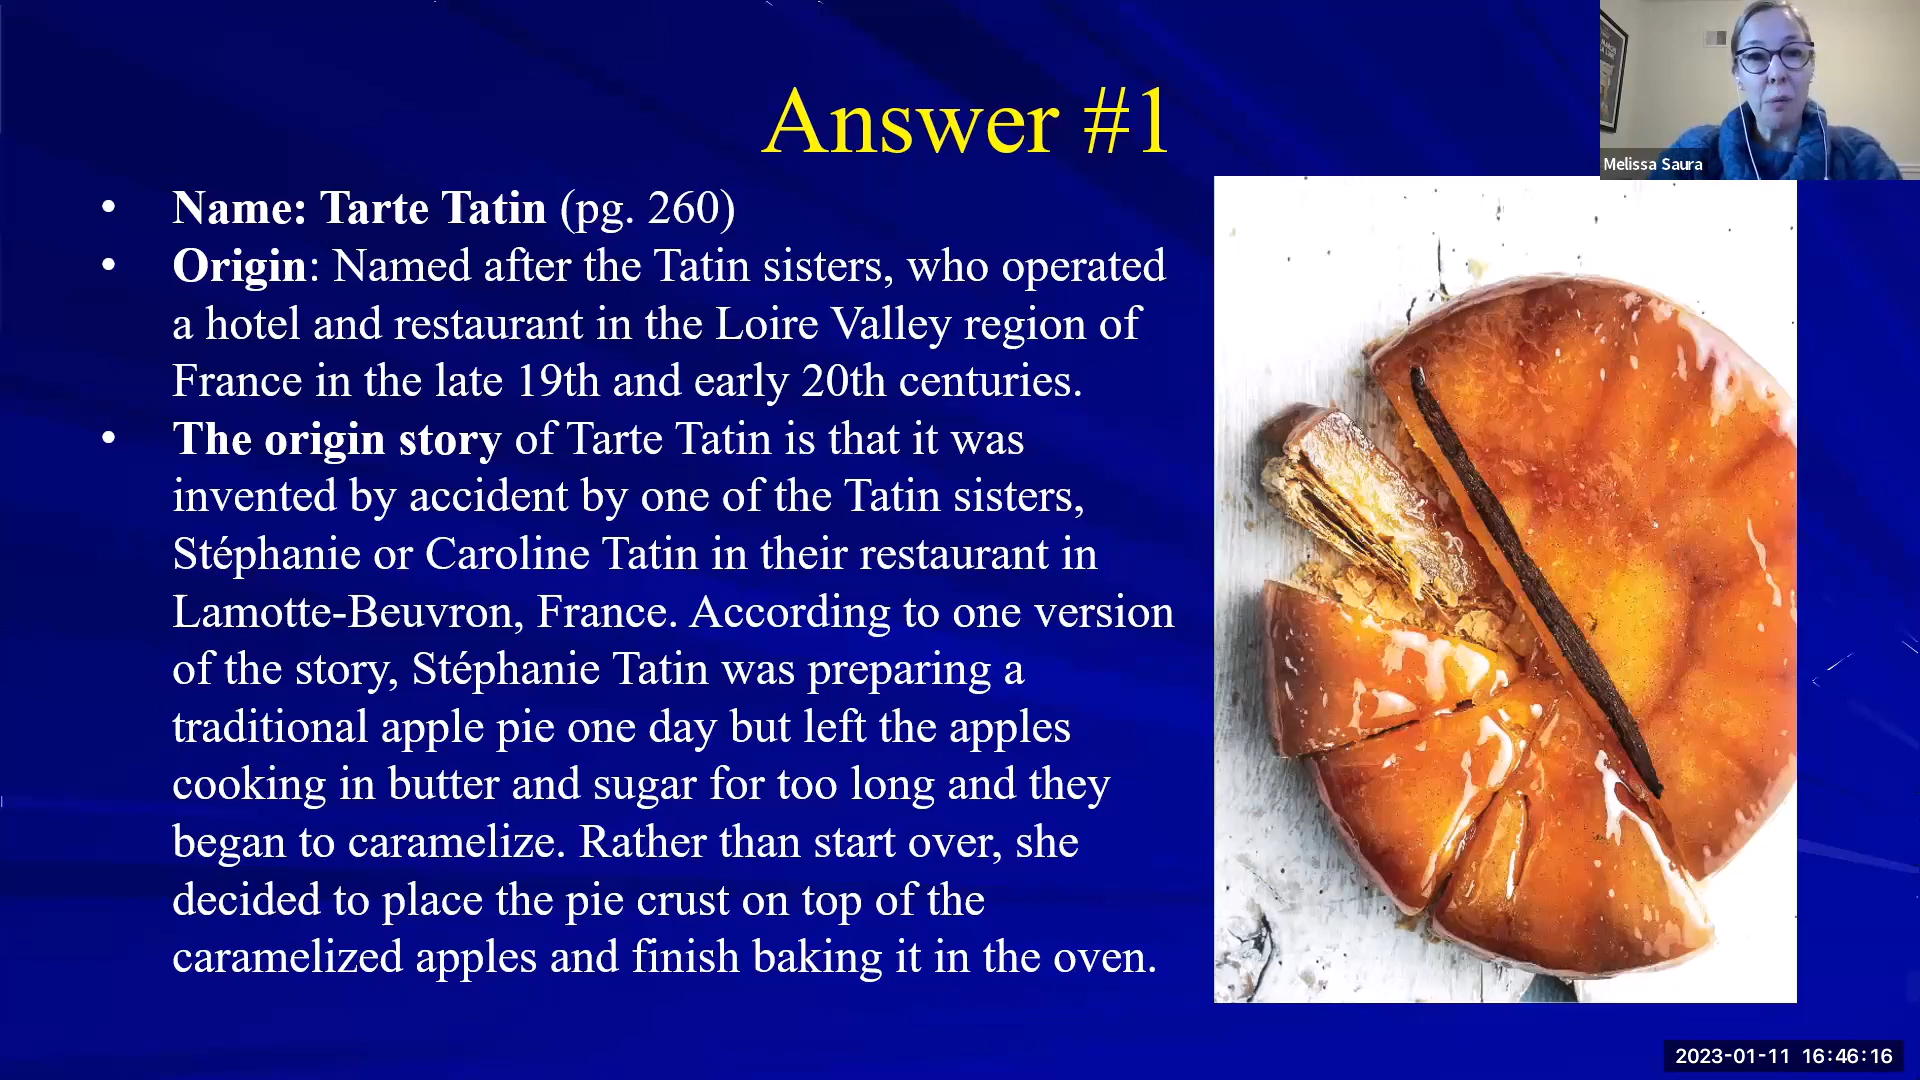 Answer #1
Melissa Saura
• Name: Tarte Tatin (pg. 260)
• Origin: Named after the Tatin sisters, who operated
a hotel and restaurant in the Loire Valley region of
France in the late 19th and early 20th centuries.
• The origin story of Tarte Tatin is that it was
invented by accident by one of the Tatin sisters,
Stéphanie or Caroline Tatin in their restaurant in
Lamotte-Beuvron, France. According to one version
of the story, Stéphanie Tatin was preparing a
traditional apple pie one day but left the apples
cooking in butter and sugar for too long and they
began to caramelize. Rather than start over, she
decided to place the pie crust on top of the
caramelized apples and finish baking it in the oven.
2023-01-11 16:46:16